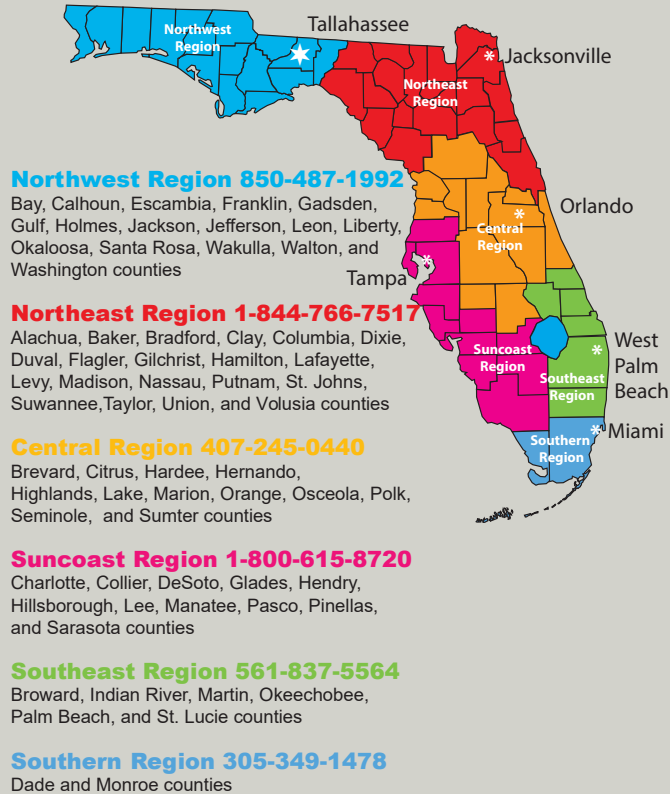 Tallahassee
Northwest
Region
Jacksonville
Northeast
Region
Northwest Region 850-487-1992
Bay, Calhoun, Escambia, Franklin, Gadsden,
Gulf, Holmes, Jackson, Jefferson, Leon, Liberty,
Okaloosa, Santa Rosa, Wakulla, Walton, and
Washington counties
Orlando
Central
Region
Tampa
Northeast Region 1-844-766-7517
Alachua, Baker, Bradford, Clay, Columbia, Dixie,
Duval, Flagler, Gilchrist, Hamilton, Lafayette,
Levy, Madison, Nassau, Putnam, St. Johns,
Suwannee,Taylor, Union, and Volusia counties
West
Palm
Beach
Suncoast
Region
Southeast
Region
Miami
Southern
Region
Central Region 407-245-0440
Brevard, Citrus, Hardee, Hernando,
Highlands, Lake, Marion, Orange, Osceola, Polk,
Seminole, and Sumter counties
Suncoast Region 1-800-615-8720
Charlotte, Collier, DeSoto, Glades, Hendry,
Hillsborough, Lee, Manatee, Pasco, Pinellas,
and Sarasota counties
Southeast Region 561-837-5564
Broward, Indian River, Martin, Okeechobee,
Palm Beach, and St. Lucie counties
Southern Region 305-349-1478
Dade and Monroe counties